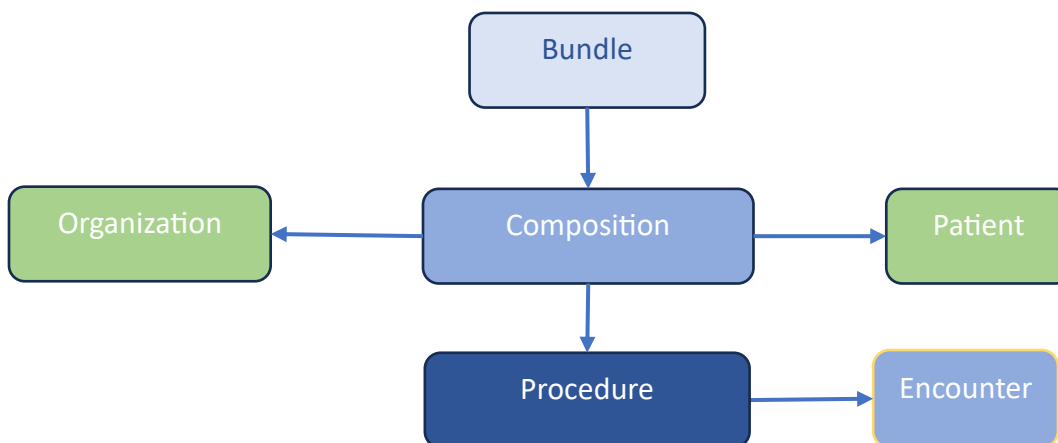 Bundle
Organization
Composition
Patient
Procedure
Encounter